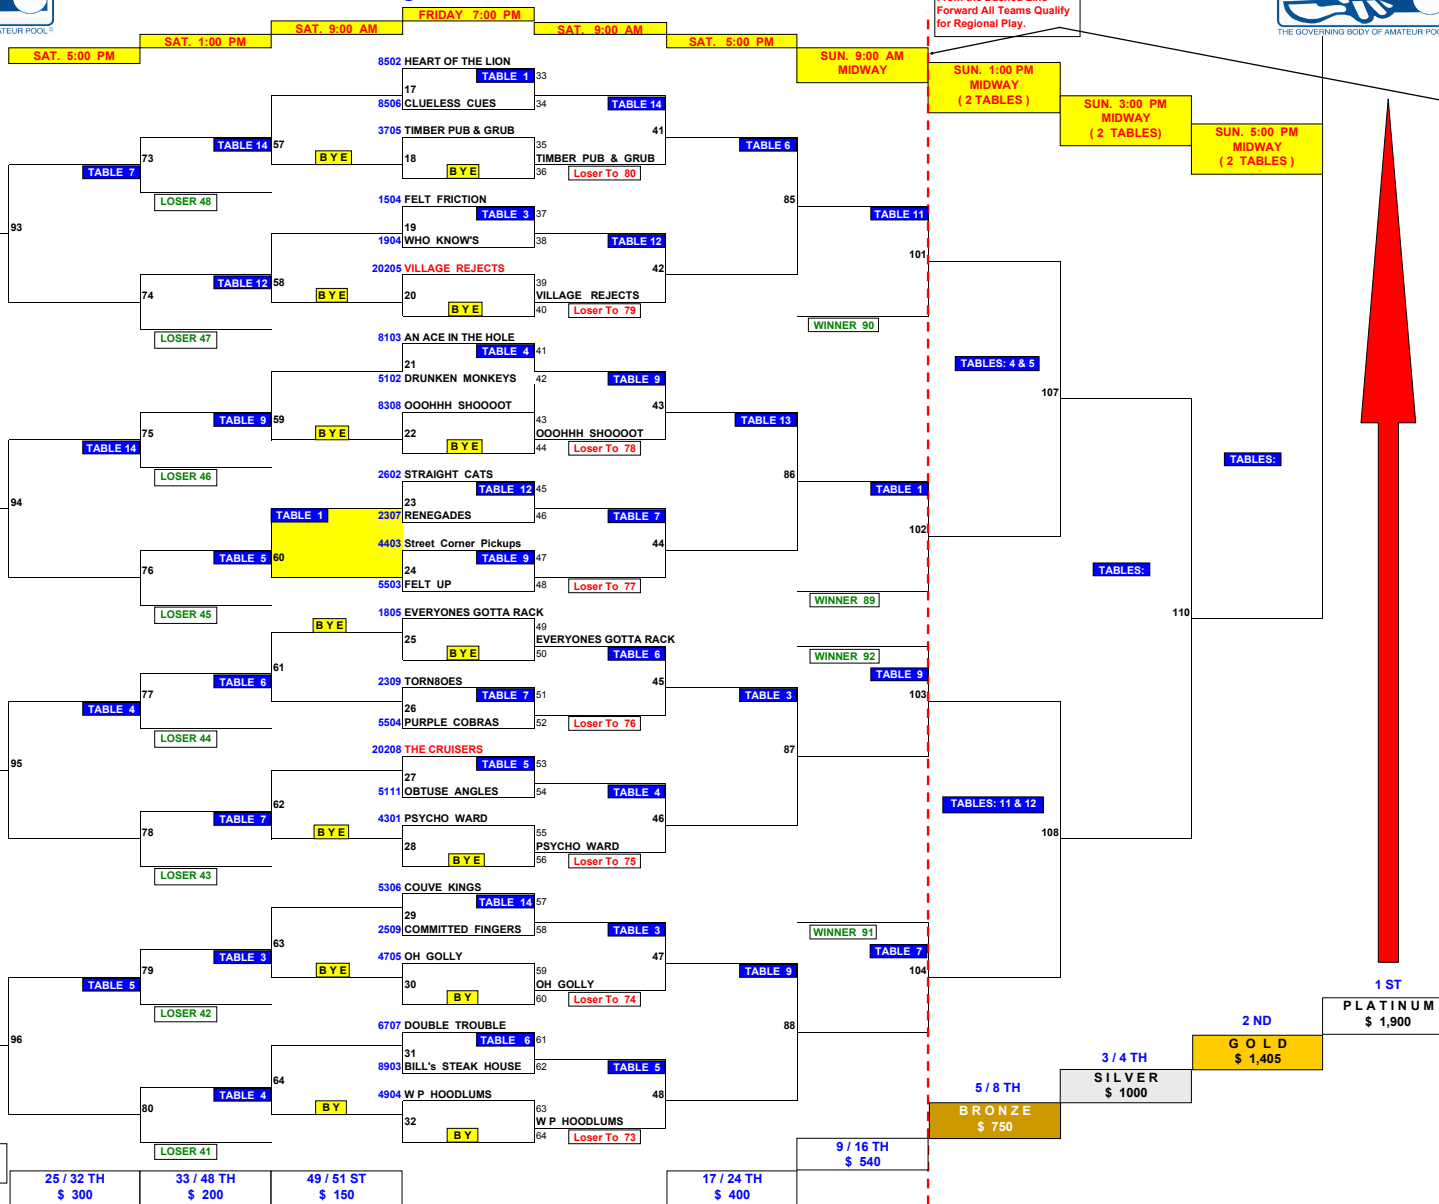 ATEUR POOL®
FRIDAY 7:00 PM
SAT. 9:00 AM
SAT. 9:00 AM
SAT. 1:00 PM
SAT. 5:00 PM
SAT. 5:00 PM
SUN. 9:00 AM
MIDWAY
Forward All Teams Qualify
for Regional Play.
THE GOVERNING BODY OF AMATEUR POO
SUN. 1:00 PM
MIDWAY
( 2 TABLES )
SUN. 3:00 PM
MIDWAY
( 2 TABLES)
SUN. 5:00 PM
MIDWAY
( 2 TABLES )
8502 HEART OF THE LION
TABLE 1 33
17
8506 CLUELESS CUES 34 TABLE 14
3705 TIMBER PUB & GRUB 41
TABLE 14 57 35 TABLE 6
73 BYE 18 TIMBER PUB & GRUB
TABLE 7 BYE 36 Loser To 80
LOSER 48 1504 FELT FRICTION 85
TABLE 3 37 TABLE 11
93 19
1904 WHO KNOW'S 38 TABLE 12
101
20205 VILLAGE REJECTS 42
TABLE 12 58 39
74 BYE 20 VILLAGE REJECTS
BYE 40 Loser To 79
WINNER 90
LOSER 47 8103 AN ACE IN THE HOLE
TABLE 4 41
21 TABLES: 4 & 5
5102 DRUNKEN MONKEYS 42 TABLE 9
107
8308 OOOHHH SHOOOOT 43
TABLE 9 59 43 TABLE 13
75 BYE 22 OOOHHH SHOOOOT
TABLE 14 BYE 44 Loser To 78
TABLES:
LOSER 46 2602 STRAIGHT CATS 86
TABLE 12 45 TABLE 1
94 23
TABLE 1 2307 RENEGADES 46 TABLE 7
102
4403 Street Corner Pickups 44
TABLE 5 60 TABLE 9 47
76 24 TABLES:
5503 FELT UP 48 Loser To 77
WINNER 89
LOSER 45 1805 EVERYONES GOTTA RACK 110
BYE 49
25 EVERYONES GOTTA RACK
BYE 50 TABLE 6
WINNER 92
61 TABLE 9
TABLE 6 2309 TORN8OES 45
77 TABLE 7 51 TABLE 3 103
TABLE 4 26
5504 PURPLE COBRAS 52 Loser To 76
LOSER 44
20208 THE CRUISERS 87
95 TABLE 5 53
27
5111 OBTUSE ANGLES 54 TABLE 4
62 TABLES: 11 & 12
TABLE 7 4301 PSYCHO WARD 46
78 BYE 55 108
28 PSYCHO WARD
BYE 56 Loser To 75
LOSER 43
5306 COUVE KINGS
TABLE 14 57
29
2509 COMMITTED FINGERS 58 TABLE 3
WINNER 91
63 TABLE 7
TABLE 3 4705 OH GOLLY 47
79 BYE 59 TABLE 9 104
TABLE 5 30 OH GOLLY
BY 60 Loser To 74
LOSER 42
6707 DOUBLE TROUBLE 88
96 TABLE 6 61
31
8903 BILL's STEAK HOUSE 62 TABLE 5
64
TABLE 4 4904 W P HOODLUMS 48
80 BY 63
32 W P HOODLUMS
BY 64 Loser To 73
LOSER 41
1 ST
PLATINUM
$ 1,900
2 ND
GOLD
$ 1,405
3 / 4 TH
SILVER
$ 1000
5 / 8 TH
BRONZE
$ 750
9 / 16 TH
$ 540
25 / 32 TH
$ 300
33 / 48 TH
$ 200
49 / 51 ST
$ 150
17 / 24 TH
$ 400